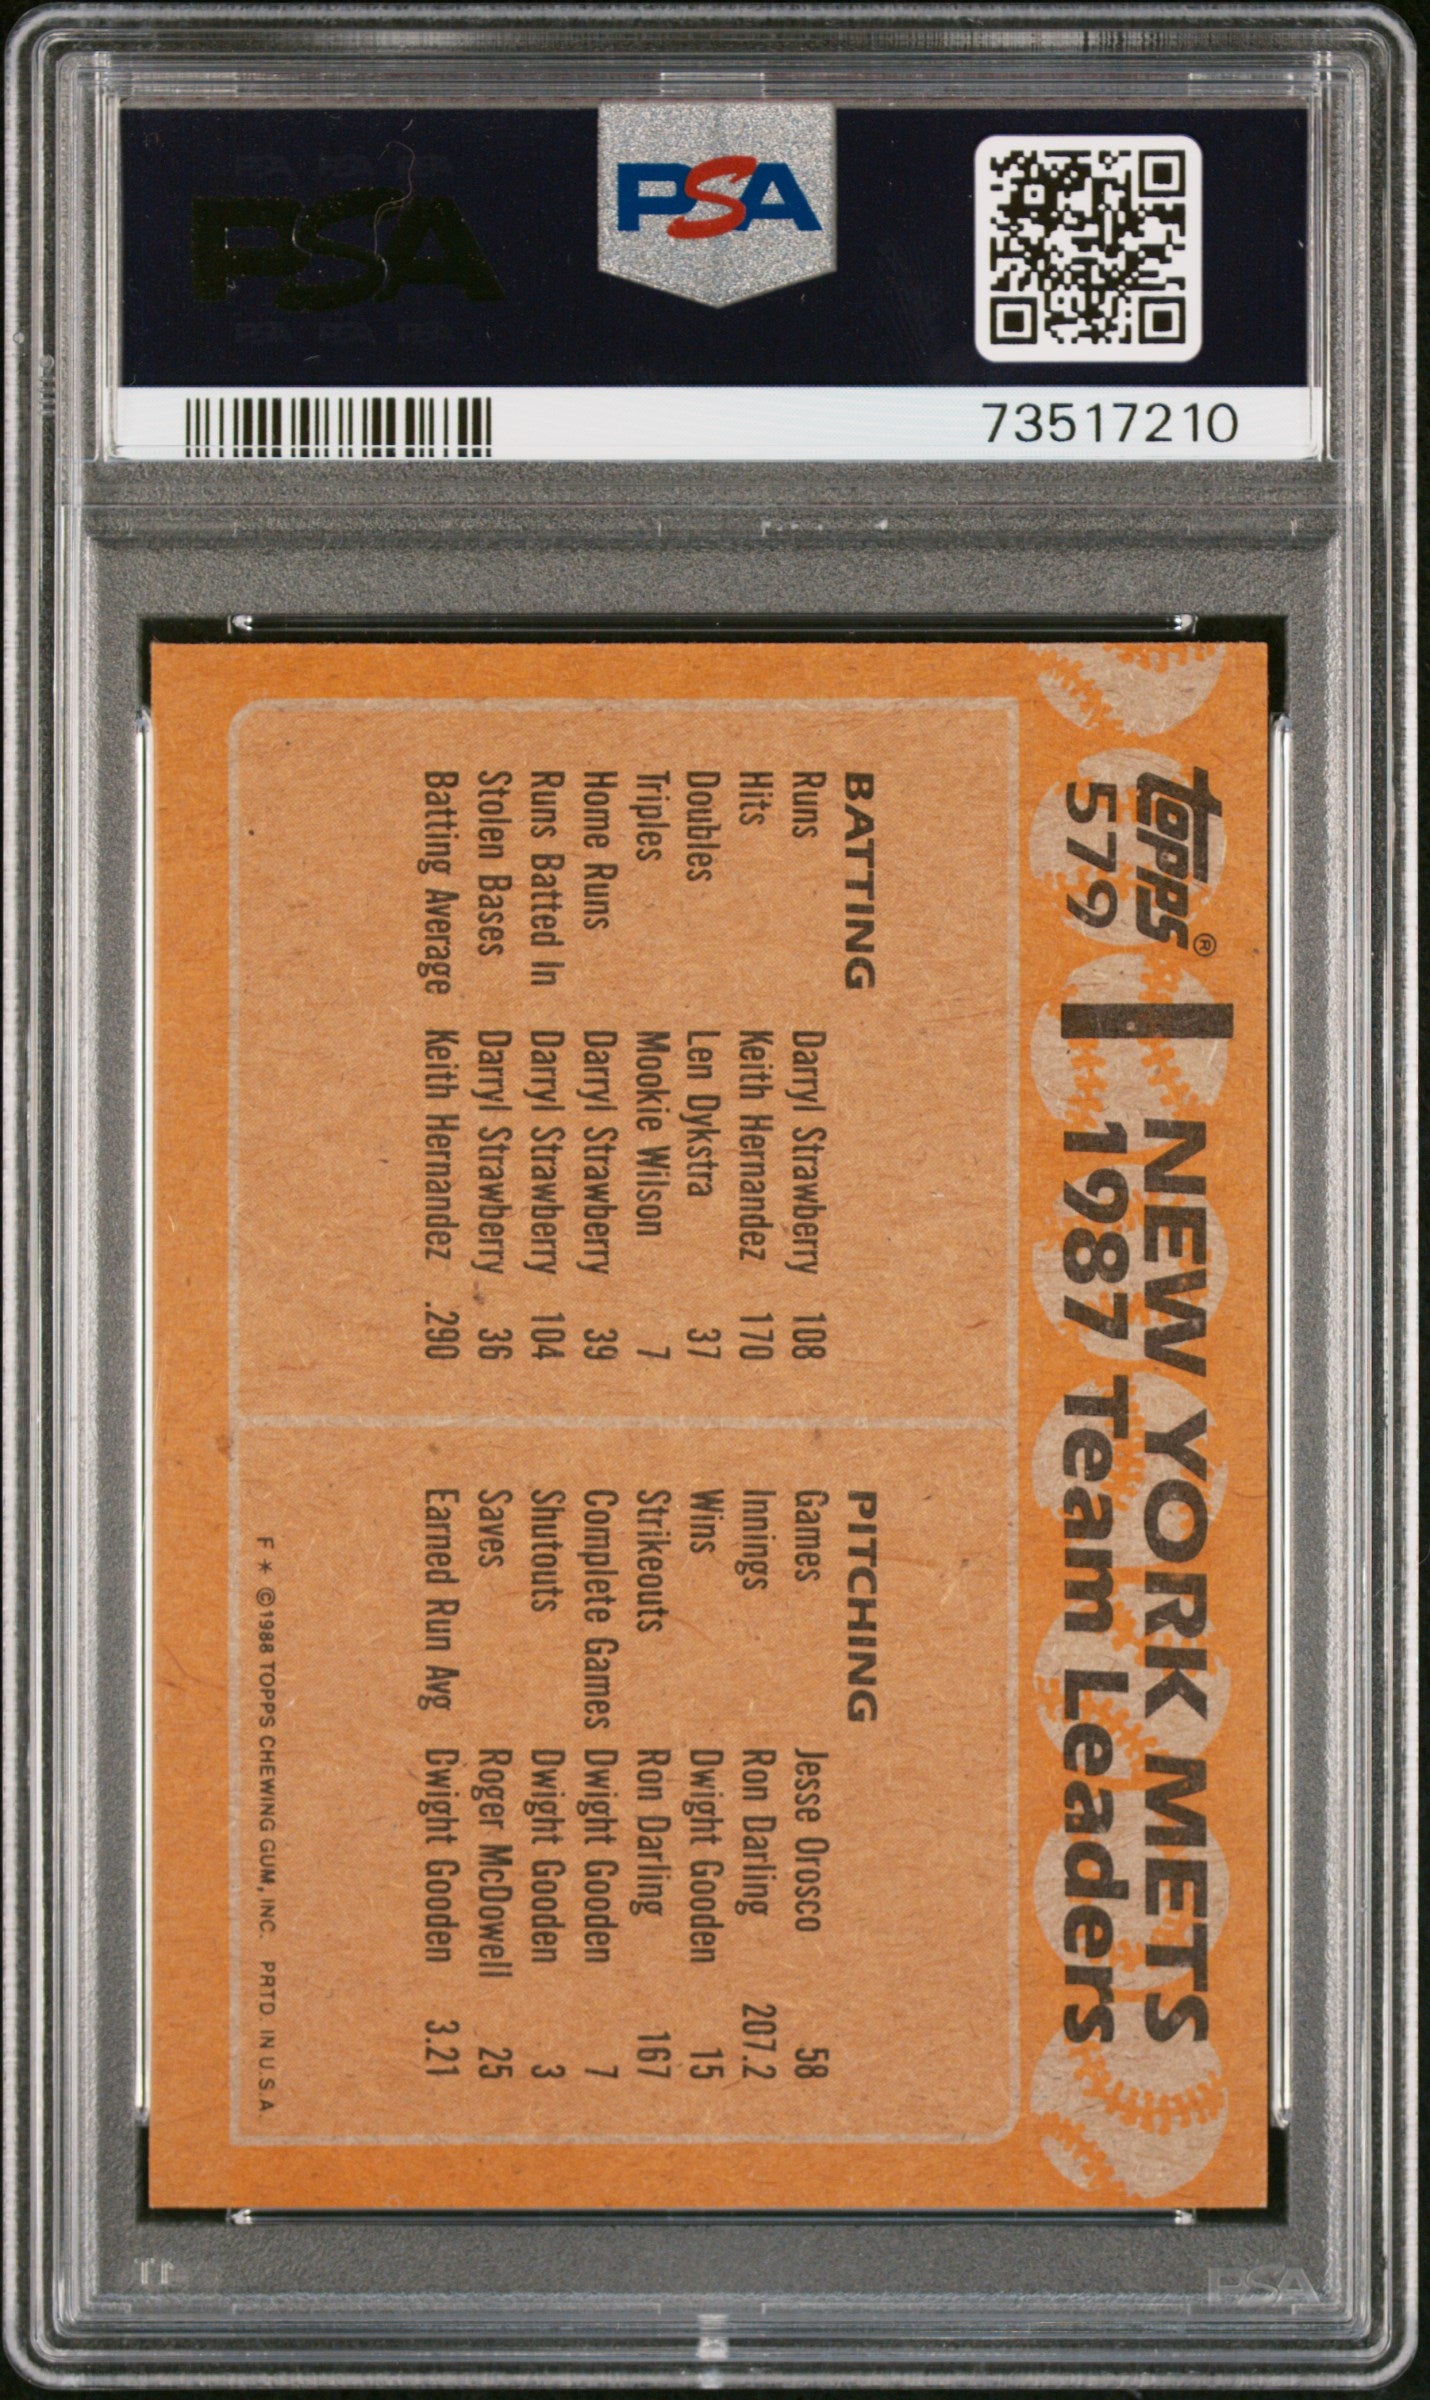 PSA
PSA
73517210
topps® NEW YORK METS
579 1987 Team Leaders
BATTING
Runs Darryl Strawberry 108
Hits Keith Hernandez 170
Doubles Len Dykstra 37
Triples Mookie Wilson 7
Home Runs Darryl Strawberry 39
Runs Batted In Darryl Strawberry 104
Stolen Bases Darryl Strawberry 36
Batting Average Keith Hernandez .290
PITCHING
Games Jesse Orosco 58
Innings Ron Darling 207.2
Wins Dwight Gooden 15
Strikeouts Ron Darling 167
Complete Games Dwight Gooden 7
Shutouts Dwight Gooden 3
Saves Roger McDowell 25
Earned Run Avg Dwight Gooden 3.21
F * ©1988 TOPPS CHEWING GUM, INC. PRTD. IN U.S.A.
PSA